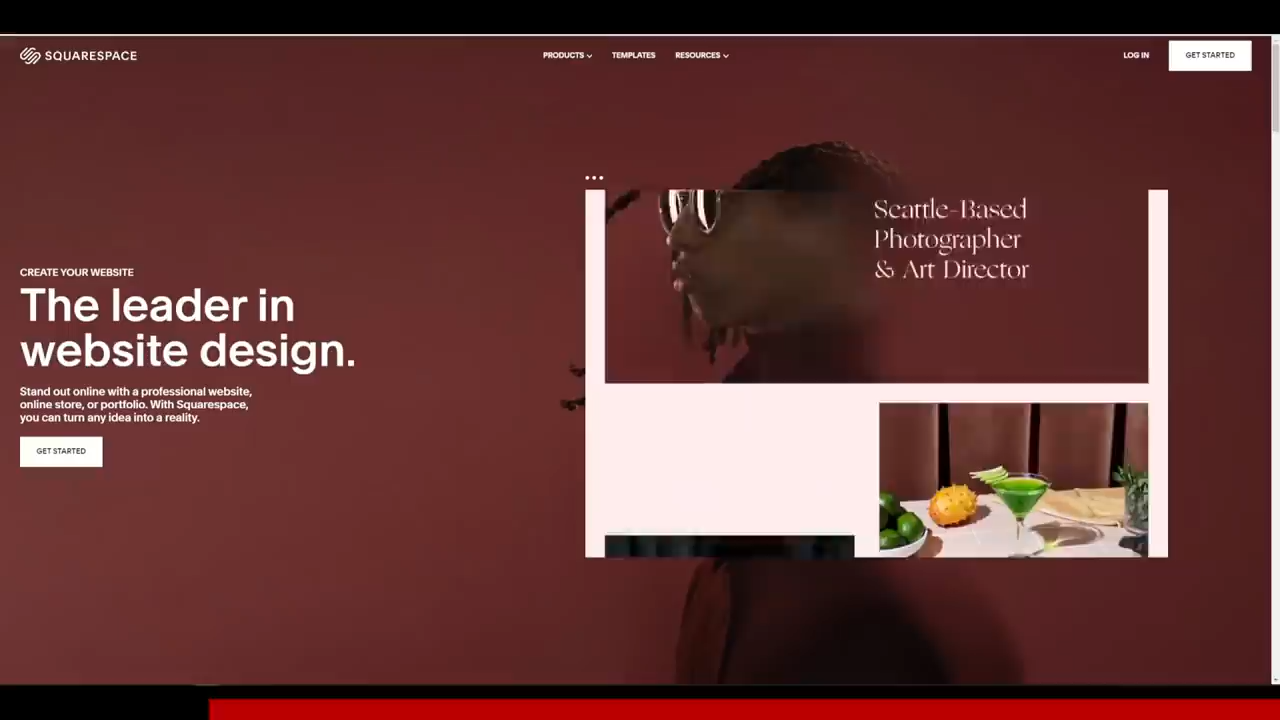 SQUARESPACE
PRODUCTS
TEMPLATES
RESOURCES
LOG IN
GET STARTED
Seattle-Based
Photographer
& Art Director
CREATE YOUR WEBSITE
The leader in
website design.
Stand out online with a professional website,
online store, or portfolio. With Squarespace,
you can turn any idea into a reality.
GET STARTED